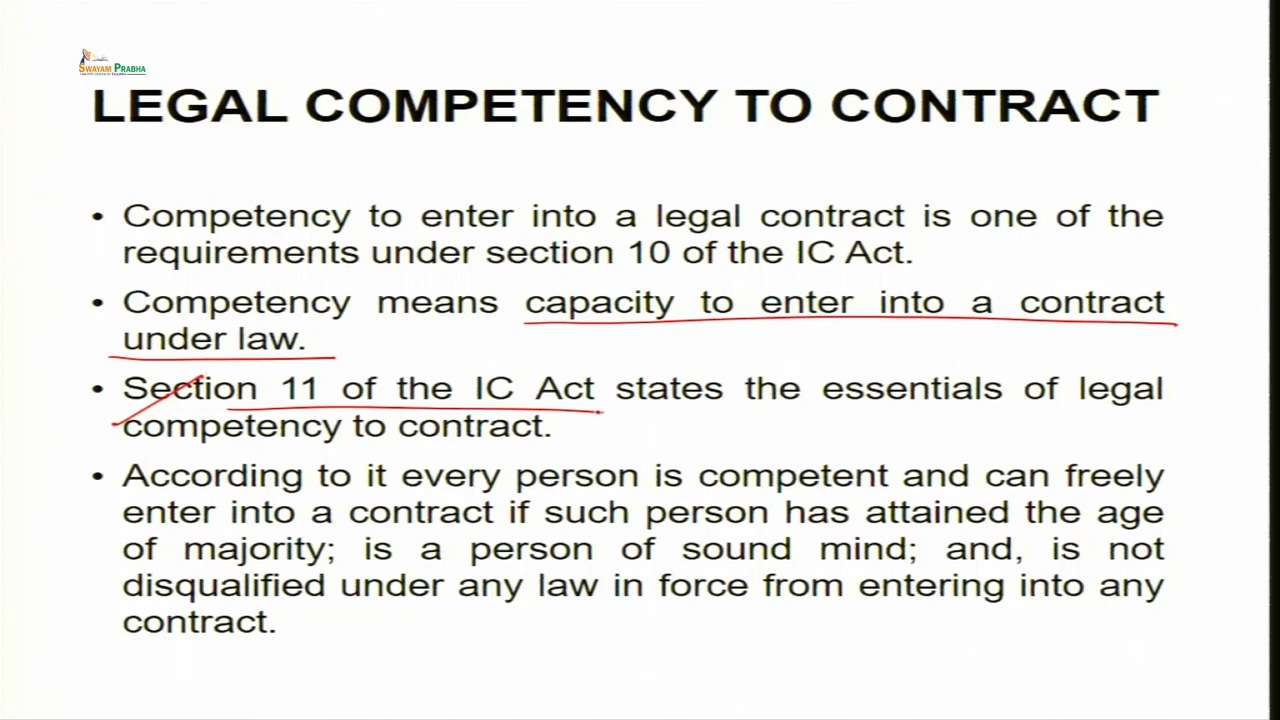 SWAYAM PRABHA
LEGAL COMPETENCY TO CONTRACT
• Competency to enter into a legal contract is one of the
requirements under section 10 of the IC Act.
• Competency means capacity to enter into a contract
under law.
• Section 11 of the IC Act states the essentials of legal
competency to contract.
• According to it every person is competent and can freely
enter into a contract if such person has attained the age
of majority; is a person of sound mind; and, is not
disqualified under any law in force from entering into any
contract.